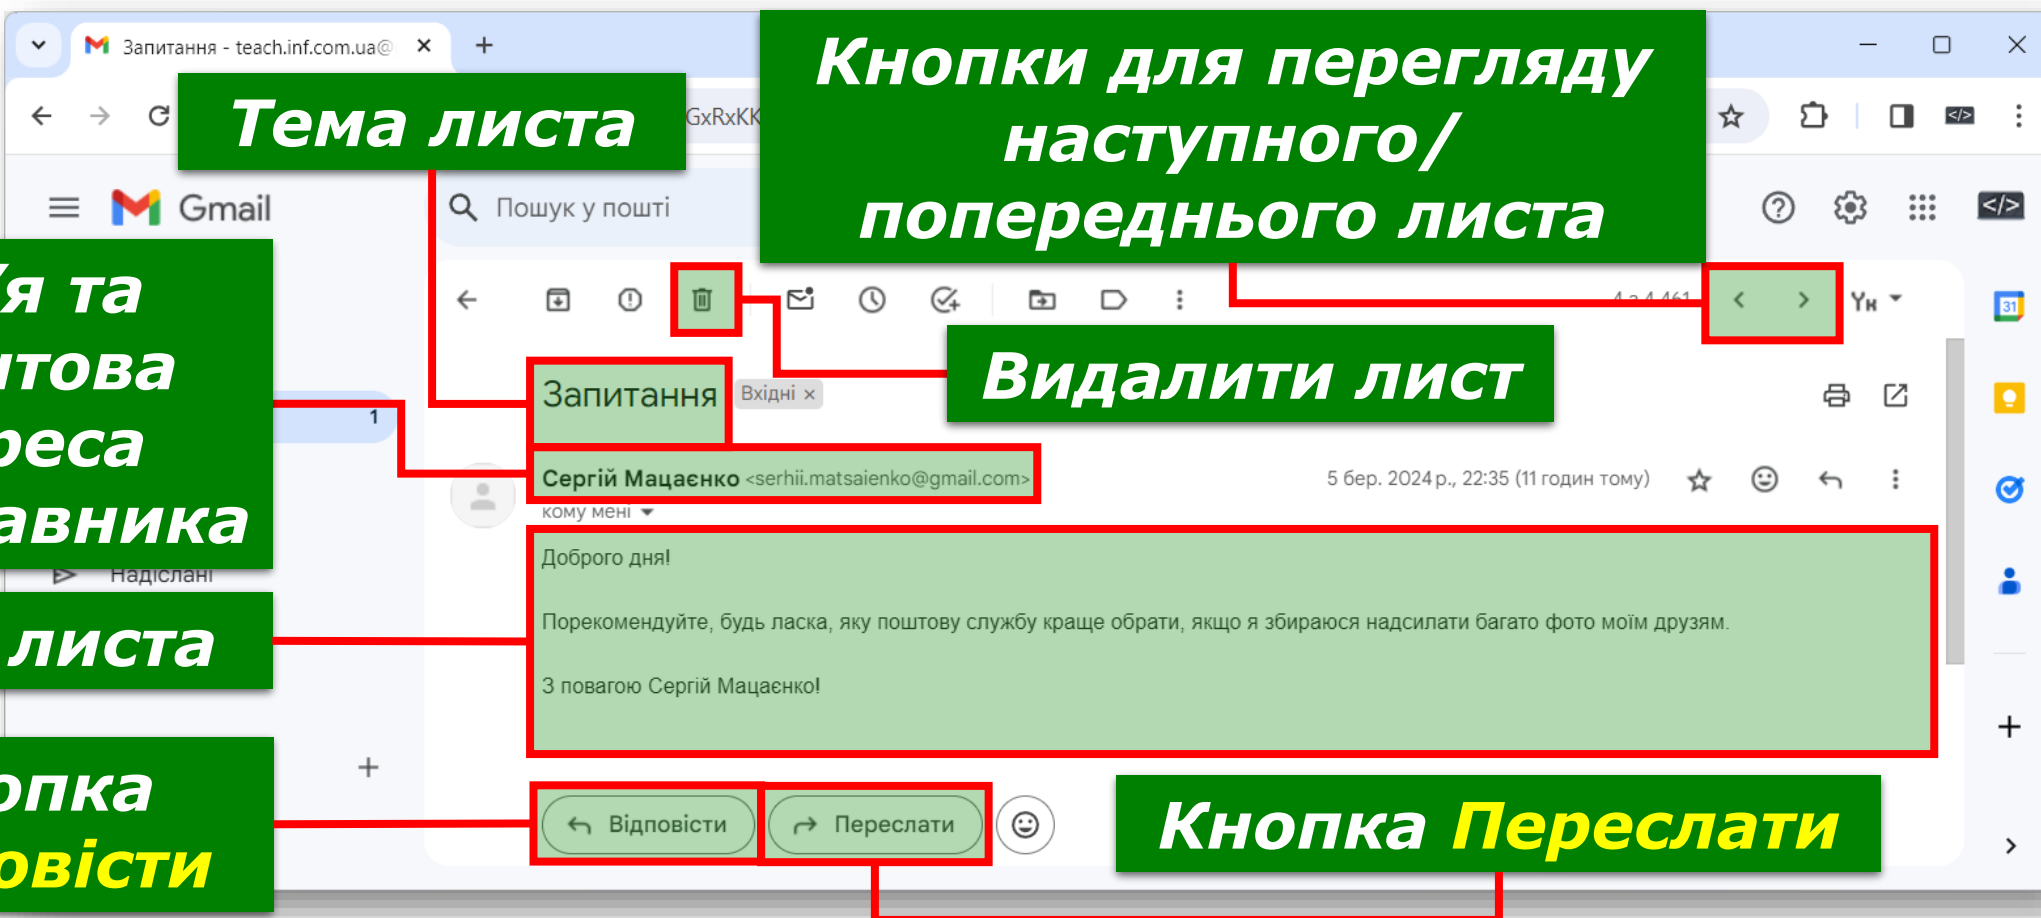 Запитання - teach.inf.com.ua@
Кнопки для перегляду
наступного/
попереднього листа
Тема листа
GxRxKK
Gmail
Пошук у пошті
я та
реса
авника
Видалити лист
Запитання
Вхідні ×
1
31
Сергій Мацаєнко <serhii.matsaienko@gmail.com>
5 бер. 2024 р., 22:35 (11 годин тому)
кому мені
Доброго дня!
Надіслані
листа
Порекомендуйте, будь ласка, яку поштову службу краще обрати, якщо я збираюся надсилати багато фото моїм друзям.
З повагою Сергій Мацаєнко!
опка
овісти
Відповісти
Переслати
Кнопка Переслати